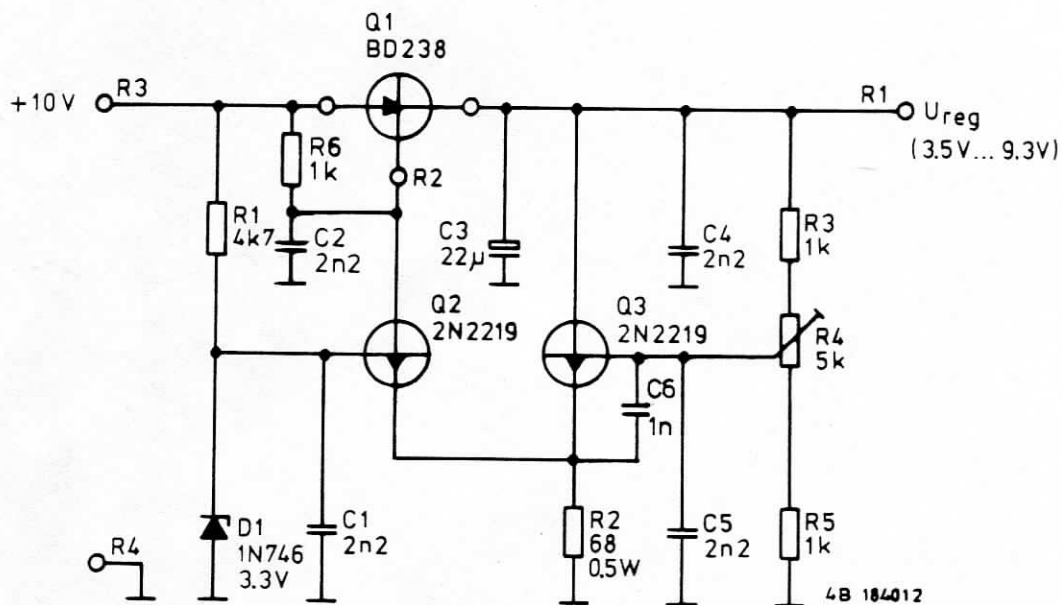 Q1
BD238
+10V
R3
R1
Ureg
(3.5V...9.3V)
R6
1k
R2
R1
4k7
C2
2n2
C3
22µ
C4
2n2
R3
1k
Q2
2N2219
Q3
2N2219
R4
5k
C6
1n
R4
D1
1N746
3.3V
C1
2n2
R2
68
0.5W
C5
2n2
R5
1k
4B 184012